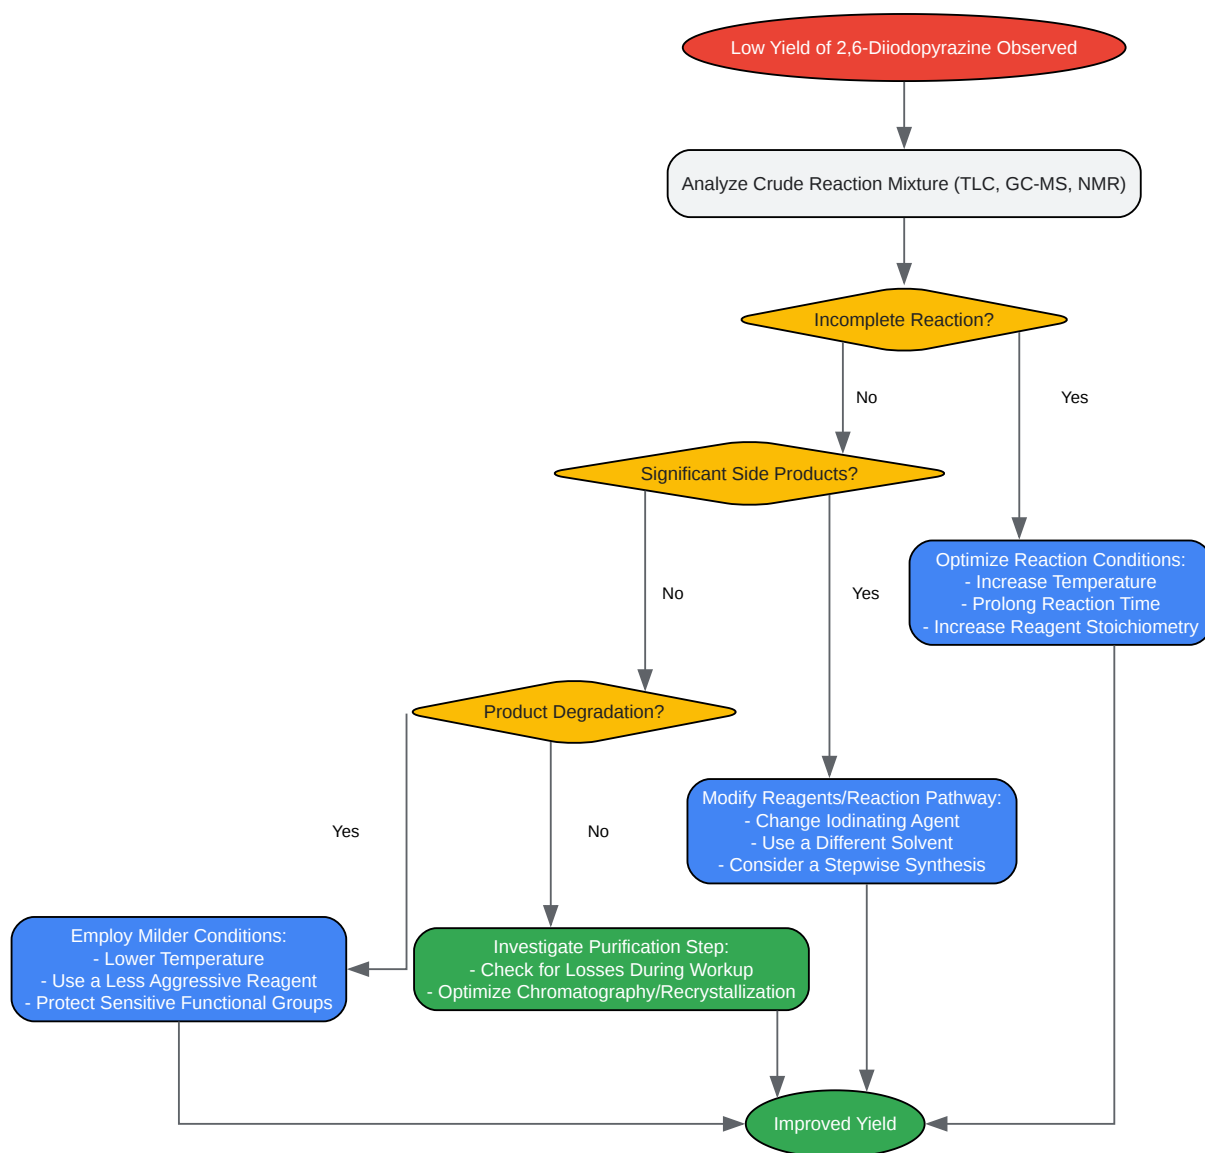 Low Yield of 2,6-Diiodopyrazine Observed
Analyze Crude Reaction Mixture (TLC, GC-MS, NMR)
Incomplete Reaction?
No
Yes
Significant Side Products?
Optimize Reaction Conditions:
- Increase Temperature
- Prolong Reaction Time
- Increase Reagent Stoichiometry
No
Yes
Product Degradation?
Modify Reagents/Reaction Pathway:
- Change Iodinating Agent
- Use a Different Solvent
- Consider a Stepwise Synthesis
Yes
No
Employ Milder Conditions:
- Lower Temperature
- Use a Less Aggressive Reagent
- Protect Sensitive Functional Groups
Investigate Purification Step:
- Check for Losses During Workup
- Optimize Chromatography/Recrystallization
Improved Yield